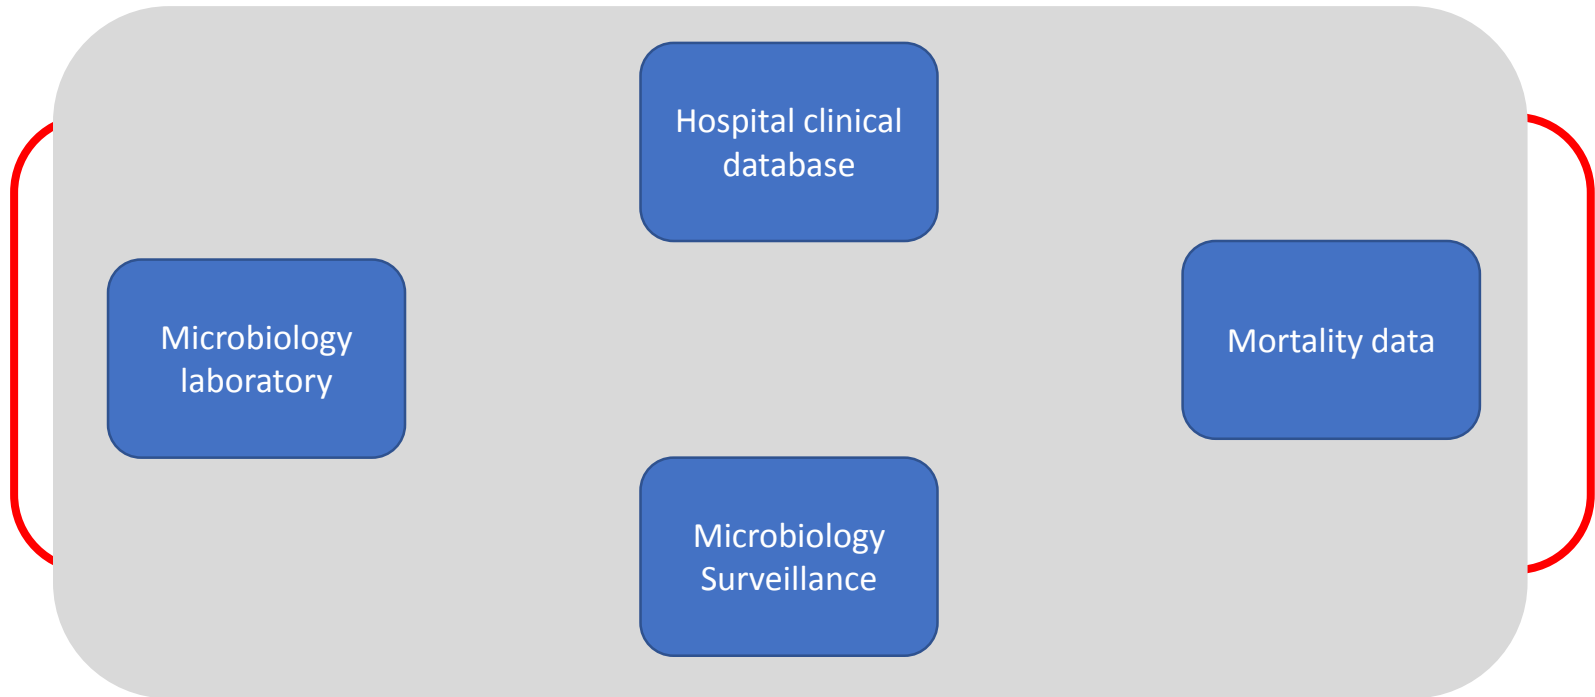 Hospital clinical
database
Microbiology
laboratory
Mortality data
Microbiology
Surveillance